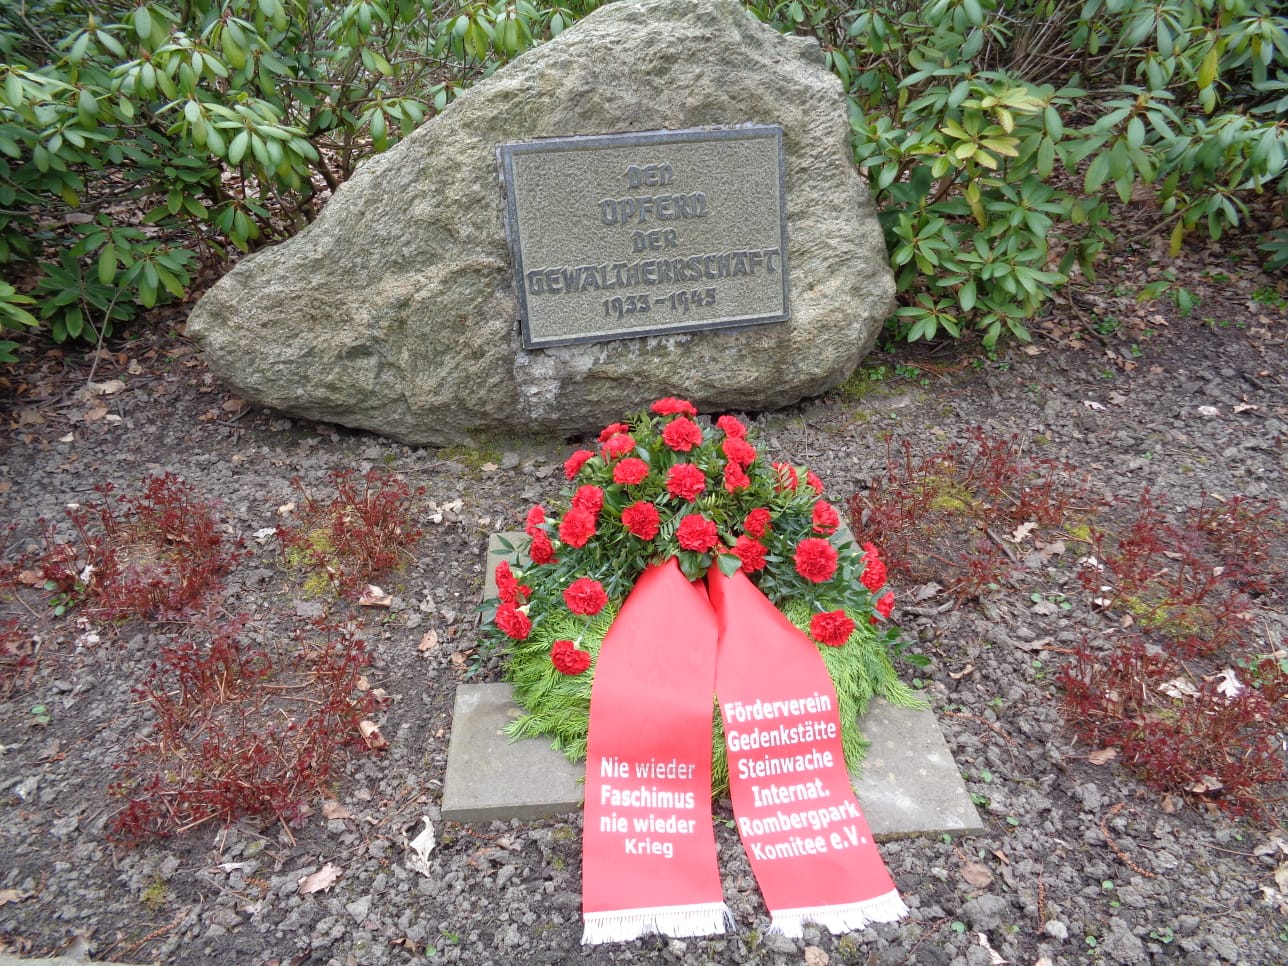 DEN
OPFERN
DER
GEWALTHERRSCHAFT
1933-1945
Nie wieder
Faschimus
nie wieder
Krieg
Förderverein
Gedenkstätte
Steinwache
Internat.
Rombergpark
Komitee e.V.